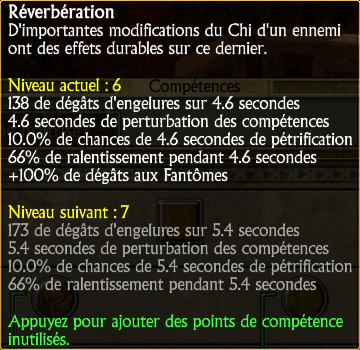 Réverbération
D'importantes modifications du Chi d'un ennemi
ont des effets durables sur ce dernier.
Niveau actuel : 6
Compétences
138 de dégâts d'engelures sur 4.6 secondes
4.6 secondes de perturbation des compétences
10.0% de chances de 4.6 secondes de pétrification
66% de ralentissement pendant 4.6 secondes
+100% de dégâts aux Fantômes
Niveau suivant : 7
173 de dégâts d'engelures sur 5.4 secondes
5.4 secondes de perturbation des compétences
10.0% de chances de 5.4 secondes de pétrification
66% de ralentissement pendant 5.4 secondes
Appuyez pour ajouter des points de compétence
inutilisés.